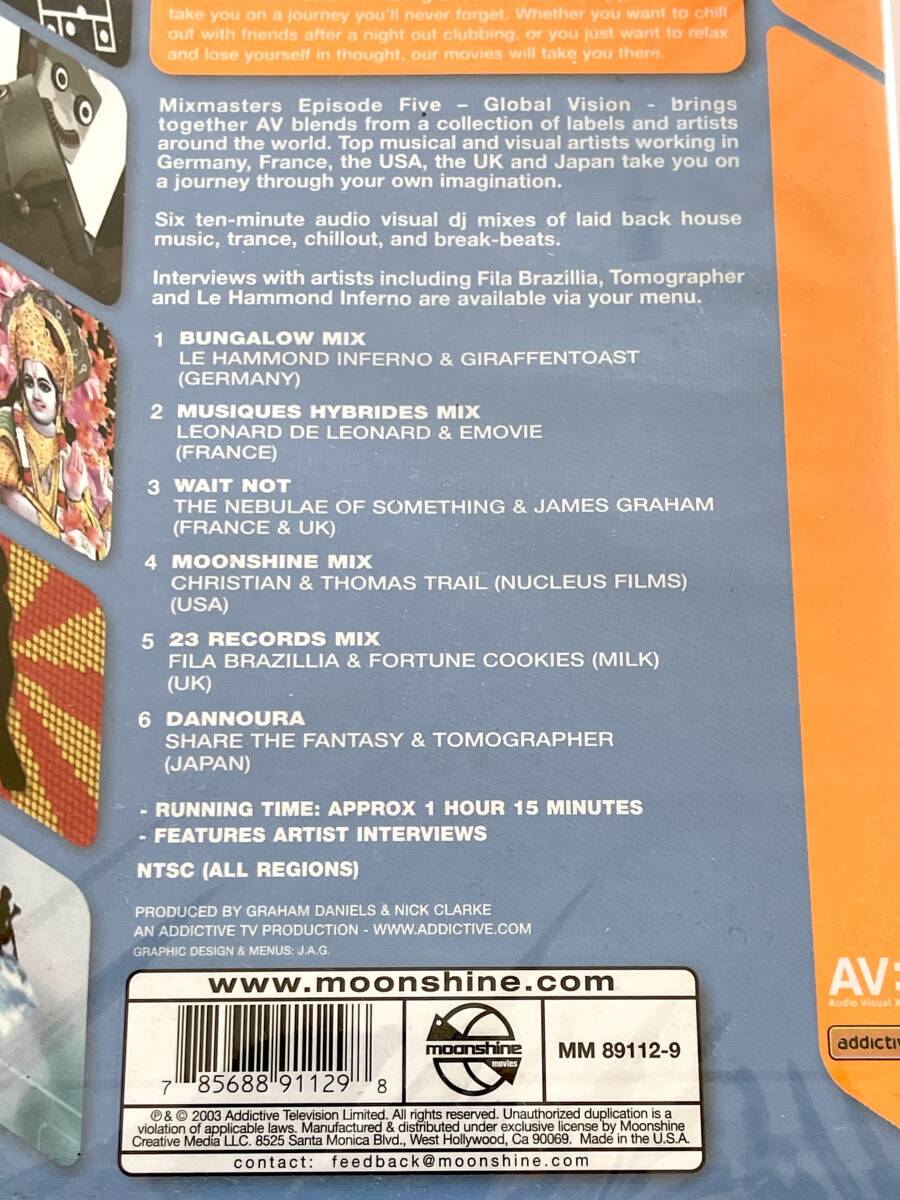 take you on a journey you'll never forget. Whether you want to chill
out with friends after a night out clubbing, or you just want to relax
and lose yourself in thought, our movies will take you there.
Mixmasters Episode Five – Global Vision - brings
together AV blends from a collection of labels and artists
around the world. Top musical and visual artists working in
Germany, France, the USA, the UK and Japan take you on
a journey through your own imagination.
Six ten-minute audio visual dj mixes of laid back house
music, trance, chillout, and break-beats.
Interviews with artists including Fila Brazillia, Tomographer
and Le Hammond Inferno are available via your menu.
1 BUNGALOW MIX
LE HAMMOND INFERNO & GIRAFFENTOAST
(GERMANY)
2 MUSIQUES HYBRIDES MIX
LEONARD DE LEONARD & EMOVIE
(FRANCE)
3 WAIT NOT
THE NEBULAE OF SOMETHING & JAMES GRAHAM
(FRANCE & UK)
4 MOONSHINE MIX
CHRISTIAN & THOMAS TRAIL (NUCLEUS FILMS)
(USA)
5 23 RECORDS MIX
FILA BRAZILLIA & FORTUNE COOKIES (MILK)
(UK)
6 DANNOURA
SHARE THE FANTASY & TOMOGRAPHER
(JAPAN)
- RUNNING TIME: APPROX 1 HOUR 15 MINUTES
- FEATURES ARTIST INTERVIEWS
NTSC (ALL REGIONS)
PRODUCED BY GRAHAM DANIELS & NICK CLARKE
AN ADDICTIVE TV PRODUCTION - WWW.ADDICTIVE.COM
GRAPHIC DESIGN & MENUS: J.A.G.
www.moonshine.com
7 85688 91129 8
moonshine
movies
MM 89112-9
℗ & © 2003 Addictive Television Limited. All rights reserved. Unauthorized duplication is a
violation of applicable laws. Manufactured & distributed under exclusive license by Moonshine
Creative Media LLC. 8525 Santa Monica Blvd., West Hollywood, Ca 90069. Made in the U.S.A.
contact: feedback@moonshine.com
AV:
Audio Visual
addictiv